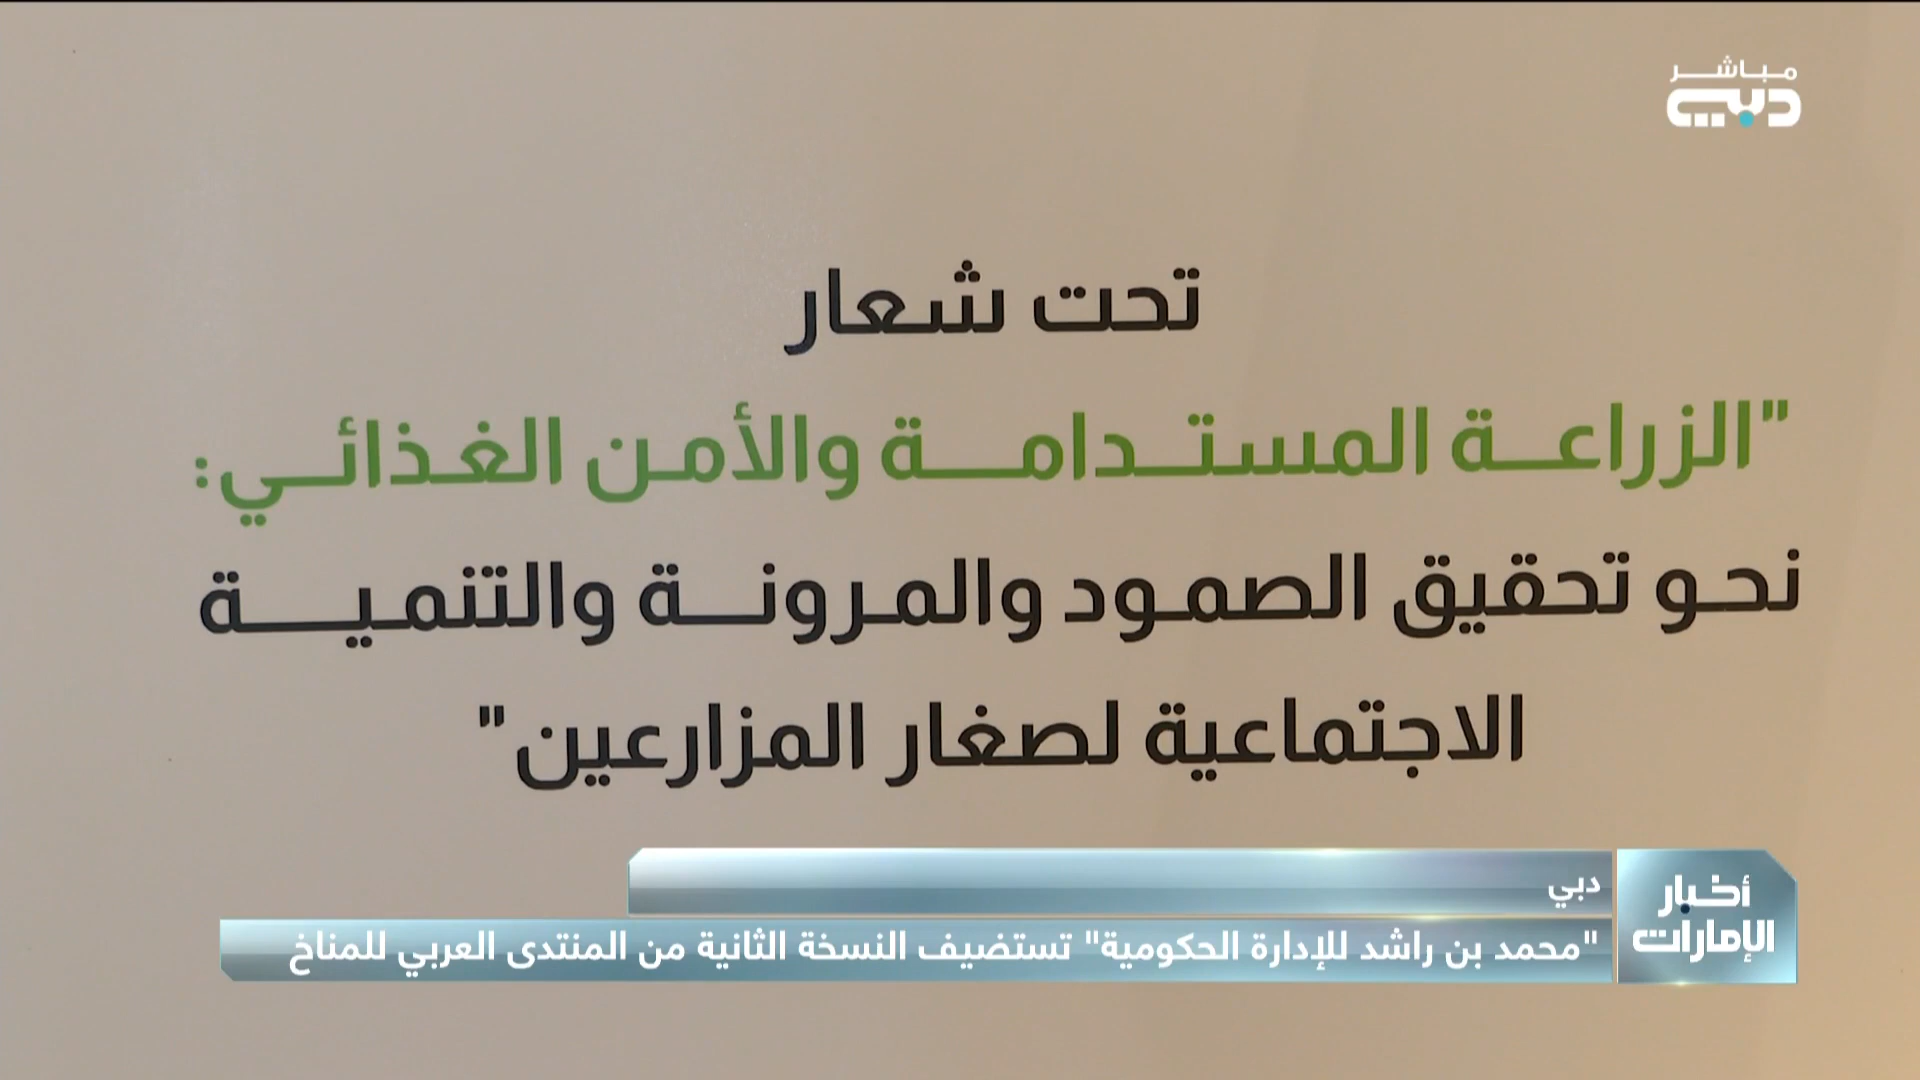 مباشر
دبي
تحت شعار
"الزراعة المستدامة والأمن الغذائي:
نحو تحقيق الصمود والمرونة والتنمية
الاجتماعية لصغار المزارعين"
دبي
أخبار
الإمارات
"محمد بن راشد للإدارة الحكومية" تستضيف النسخة الثانية من المنتدى العربي للمناخ